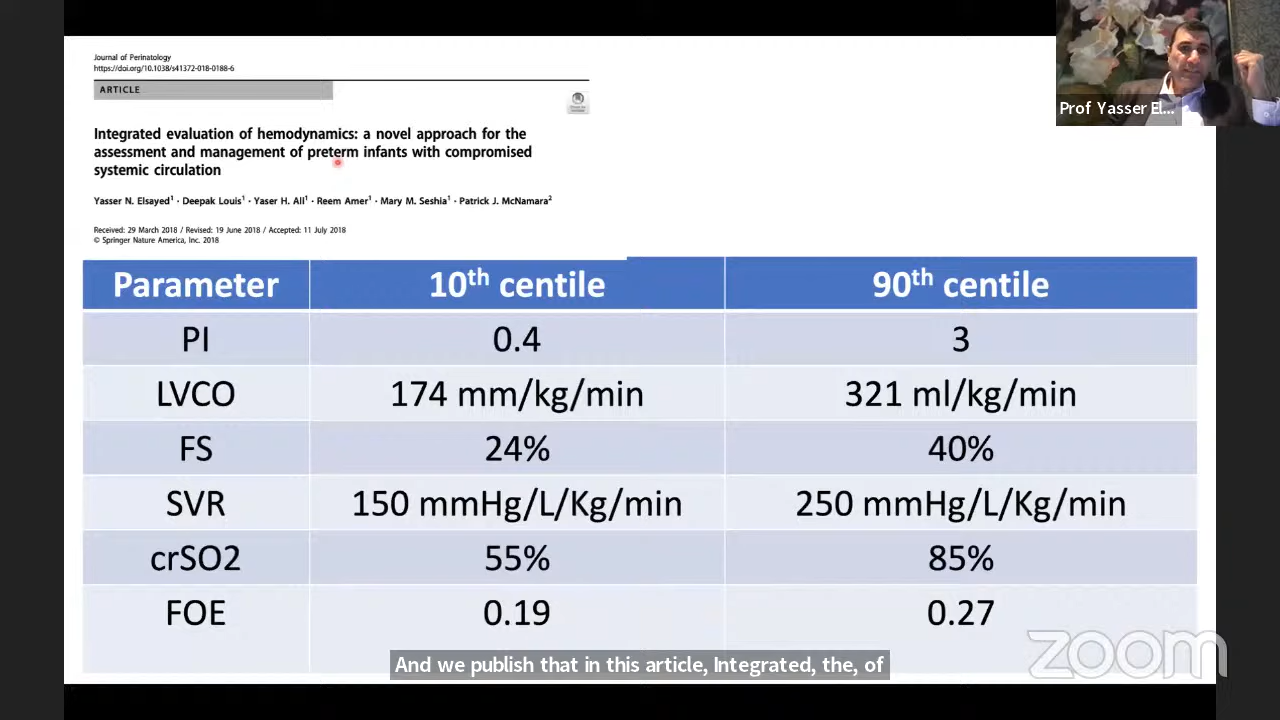 Journal of Perinatology
https://doi.org/10.1038/s41372-018-0188-6
ARTICLE
Integrated evaluation of hemodynamics: a novel approach for the
assessment and management of preterm infants with compromised
systemic circulation
Yasser N. Elsayed1 · Deepak Louis1 · Yaser H. Ali1 · Reem Amer1 · Mary M. Seshia1 · Patrick J. McNamara2
Received: 29 March 2018 / Revised: 19 June 2018 / Accepted: 11 July 2018
© Springer Nature America, Inc. 2018
Prof Yasser El...
Parameter 10th centile 90th centile
PI 0.4 3
LVCO 174 mm/kg/min 321 ml/kg/min
FS 24% 40%
SVR 150 mmHg/L/Kg/min 250 mmHg/L/Kg/min
crSO2 55% 85%
FOE 0.19 0.27
And we publish that in this article, Integrated, the, of
zoom